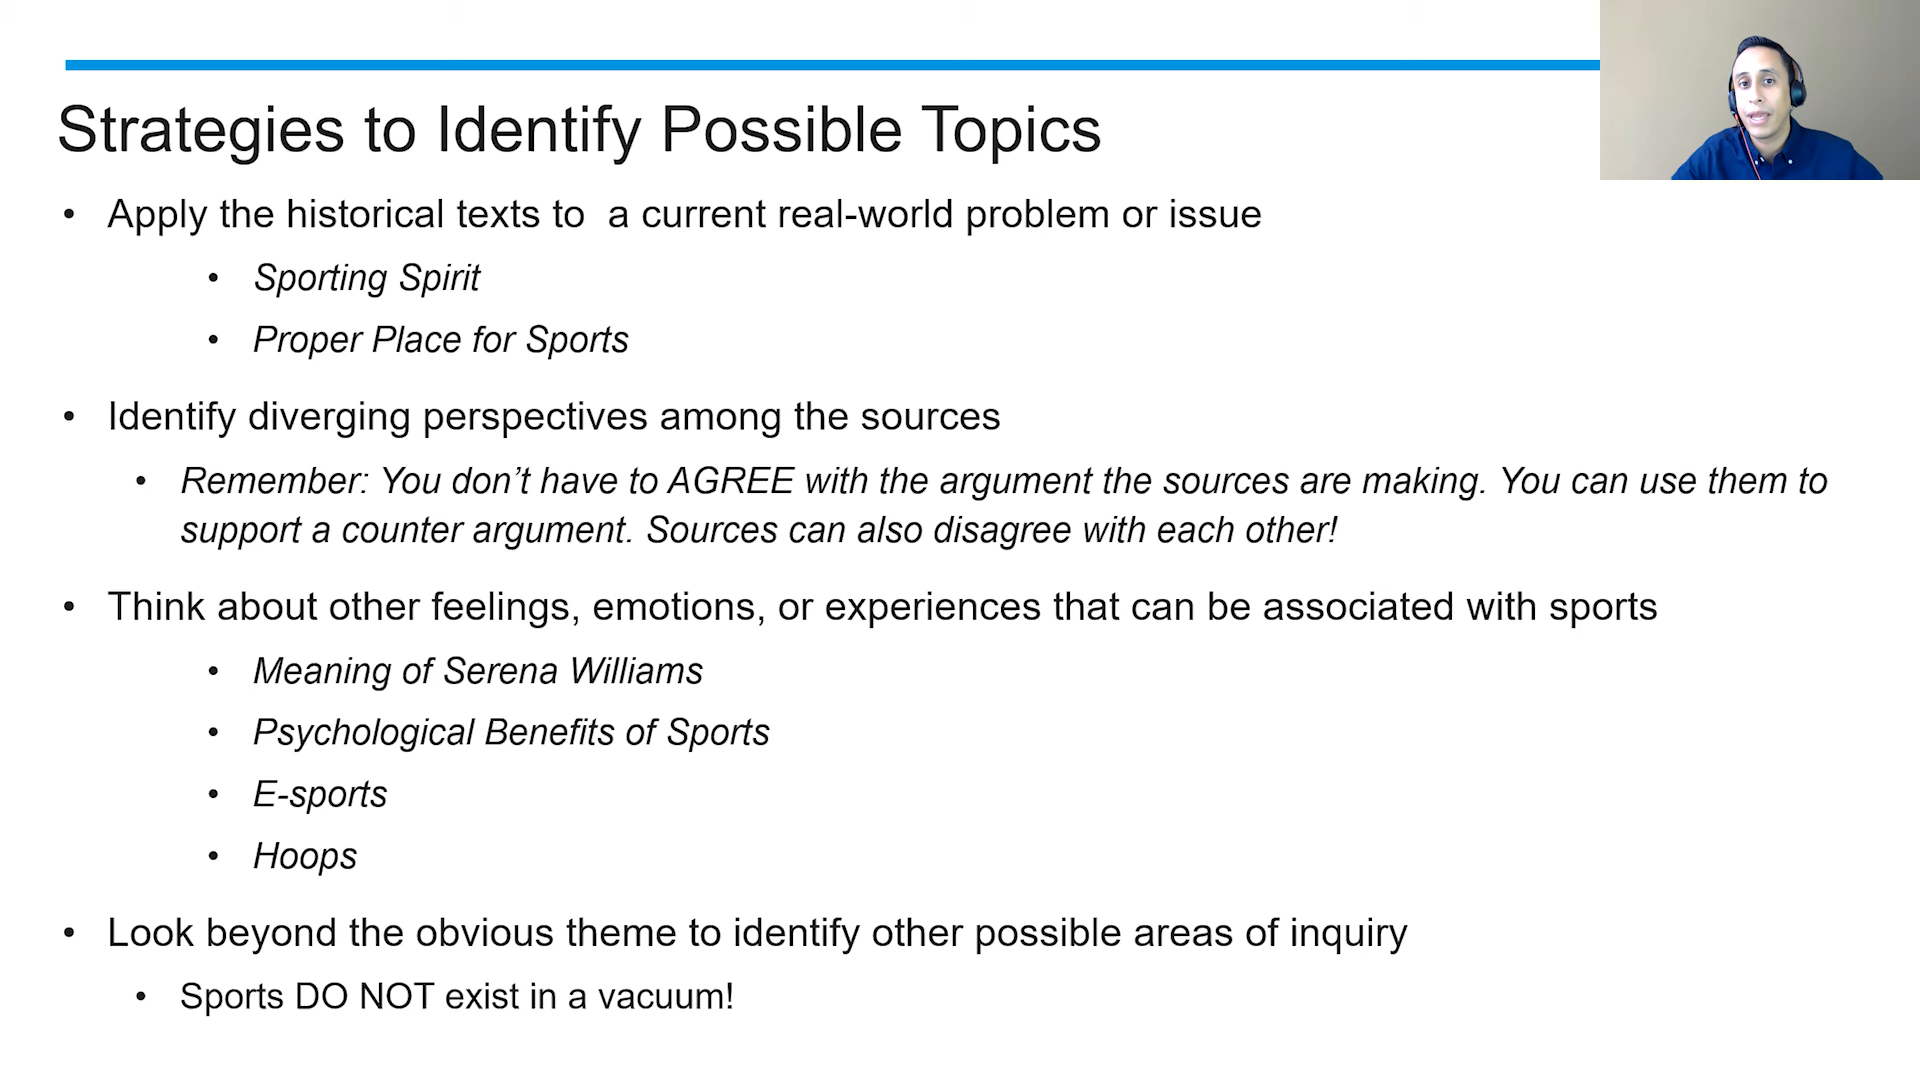 Strategies to Identify Possible Topics
• Apply the historical texts to  a current real-world problem or issue
• Sporting Spirit
• Proper Place for Sports
• Identify diverging perspectives among the sources
• Remember: You don’t have to AGREE with the argument the sources are making. You can use them to
support a counter argument. Sources can also disagree with each other!
• Think about other feelings, emotions, or experiences that can be associated with sports
• Meaning of Serena Williams
• Psychological Benefits of Sports
• E-sports
• Hoops
• Look beyond the obvious theme to identify other possible areas of inquiry
• Sports DO NOT exist in a vacuum!